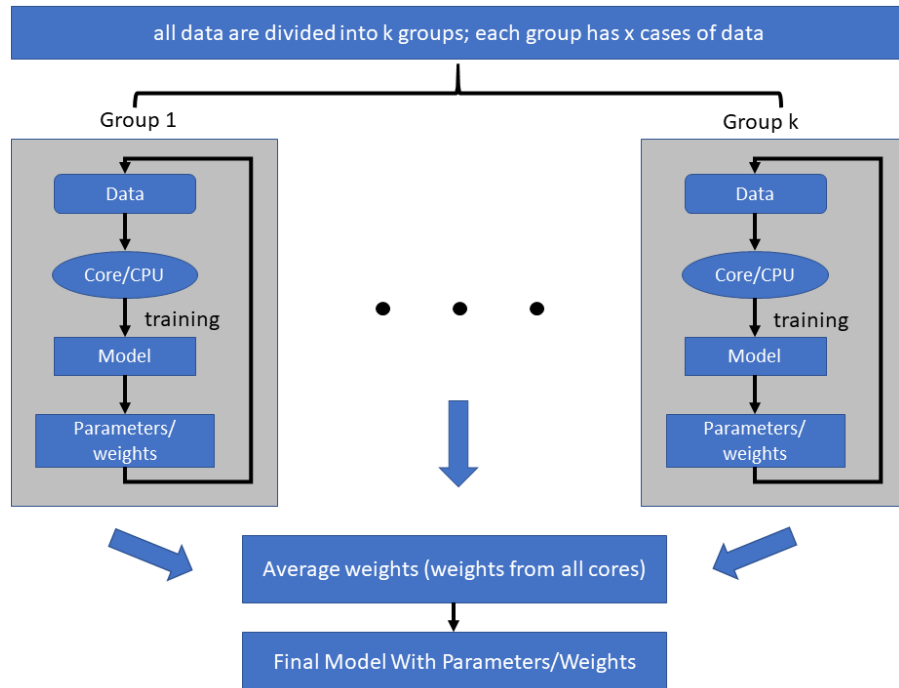 all data are divided into k groups; each group has x cases of data
Group 1
Group k
Data
Core/CPU
training
Model
Parameters/
weights
Data
Core/CPU
training
Model
Parameters/
weights
Average weights (weights from all cores)
Final Model With Parameters/Weights